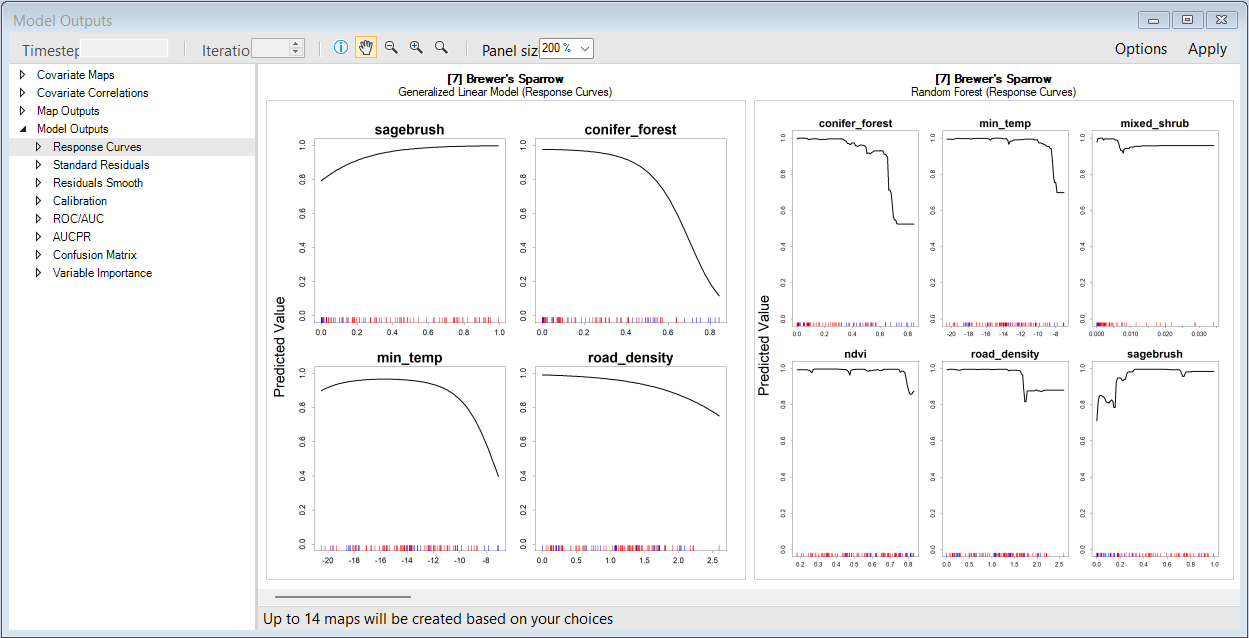 Model Outputs
Timestep
Iteratio
Panel siz 200 %
Options Apply
Covariate Maps
Covariate Correlations
Map Outputs
Model Outputs
Response Curves
Standard Residuals
Residuals Smooth
Calibration
ROC/AUC
AUCPR
Confusion Matrix
Variable Importance
[7] Brewer's Sparrow
Generalized Linear Model (Response Curves)
Predicted Value
sagebrush
1.0
0.8
0.6
0.4
0.2
0.0
0.0 0.2 0.4 0.6 0.8 1.0
conifer_forest
1.0
0.8
0.6
0.4
0.2
0.0
0.0 0.2 0.4 0.6 0.8
min_temp
1.0
0.8
0.6
0.4
0.2
0.0
-20 -18 -16 -14 -12 -10 -8
road_density
1.0
0.8
0.6
0.4
0.2
0.0
0.0 0.5 1.0 1.5 2.0 2.5
[7] Brewer's Sparrow
Random Forest (Response Curves)
Predicted Value
conifer_forest
1.0
0.8
0.6
0.4
0.2
0.0
0.0 0.2 0.4 0.6 0.8
min_temp
1.0
0.8
0.6
0.4
0.2
0.0
-20 -18 -16 -14 -12 -10 -8 -6
mixed_shrub
1.0
0.8
0.6
0.4
0.2
0.0
0.000 0.010 0.020 0.030
ndvi
1.0
0.8
0.6
0.4
0.2
0.0
0.2 0.3 0.4 0.5 0.6 0.7 0.8
road_density
1.0
0.8
0.6
0.4
0.2
0.0
0.0 0.5 1.0 1.5 2.0 2.5
sagebrush
1.0
0.8
0.6
0.4
0.2
0.0
0.0 0.2 0.4 0.6 0.8 1.0
Up to 14 maps will be created based on your choices